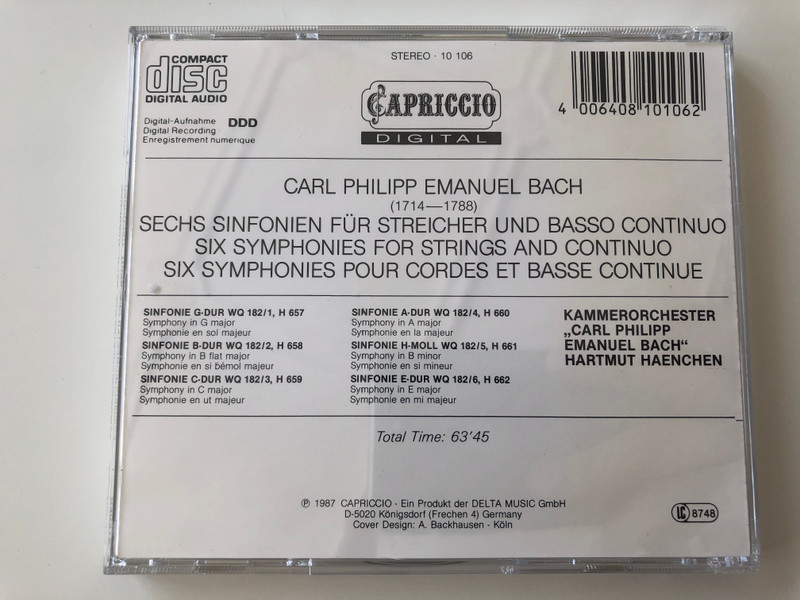 COMPACT
disc
DIGITAL AUDIO
STEREO · 10 106
CAPRICCIO
DIGITAL
4 006408 101062
Digital-Aufnahme
Digital Recording
Enregistrement numerique
DDD
CARL PHILIPP EMANUEL BACH
(1714—1788)
SECHS SINFONIEN FÜR STREICHER UND BASSO CONTINUO
SIX SYMPHONIES FOR STRINGS AND CONTINUO
SIX SYMPHONIES POUR CORDES ET BASSE CONTINUE
SINFONIE G-DUR WQ 182/1, H 657
Symphony in G major
Symphonie en sol majeur
SINFONIE B-DUR WQ 182/2, H 658
Symphony in B flat major
Symphonie en si bémol majeur
SINFONIE C-DUR WQ 182/3, H 659
Symphony in C major
Symphonie en ut majeur
SINFONIE A-DUR WQ 182/4, H 660
Symphony in A major
Symphonie en la majeur
SINFONIE H-MOLL WQ 182/5, H 661
Symphony in B minor
Symphonie en si mineur
SINFONIE E-DUR WQ 182/6, H 662
Symphony in E major
Symphonie en mi majeur
KAMMERORCHESTER
„CARL PHILIPP
EMANUEL BACH“
HARTMUT HAENCHEN
Total Time: 63’45
℗ 1987 CAPRICCIO - Ein Produkt der DELTA MUSIC GmbH
D-5020 Königsdorf (Frechen 4) Germany
Cover Design: A. Backhausen - Köln
LC 8748